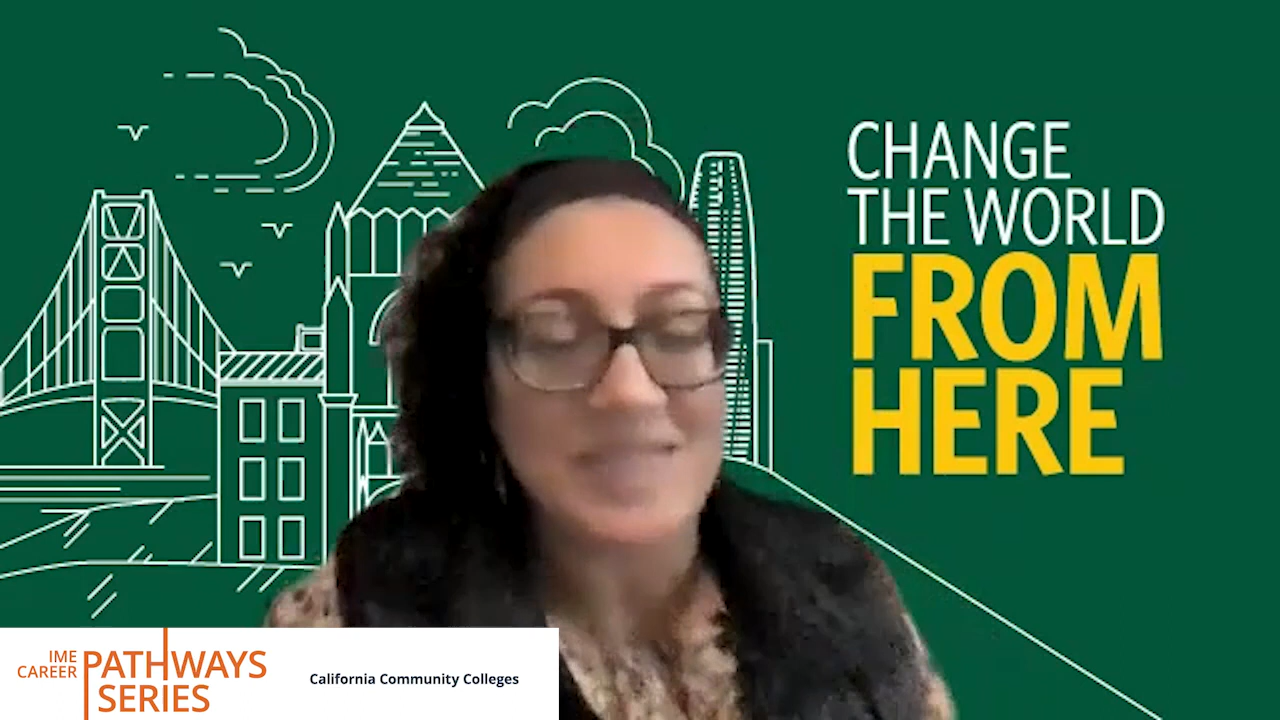 CHANGE
THE WORLD
FROM
HERE
IME
CAREER
PATHWAYS
SERIES
California Community Colleges